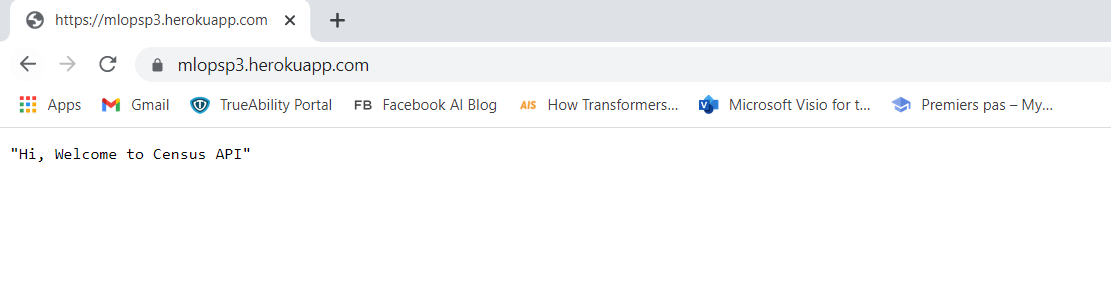 https://mlopsp3.herokuapp.com
mlopsp3.herokuapp.com
Apps Gmail TrueAbility Portal FB Facebook AI Blog AIS How Transformers... Microsoft Visio for t... Premiers pas – My...
"Hi, Welcome to Census API"